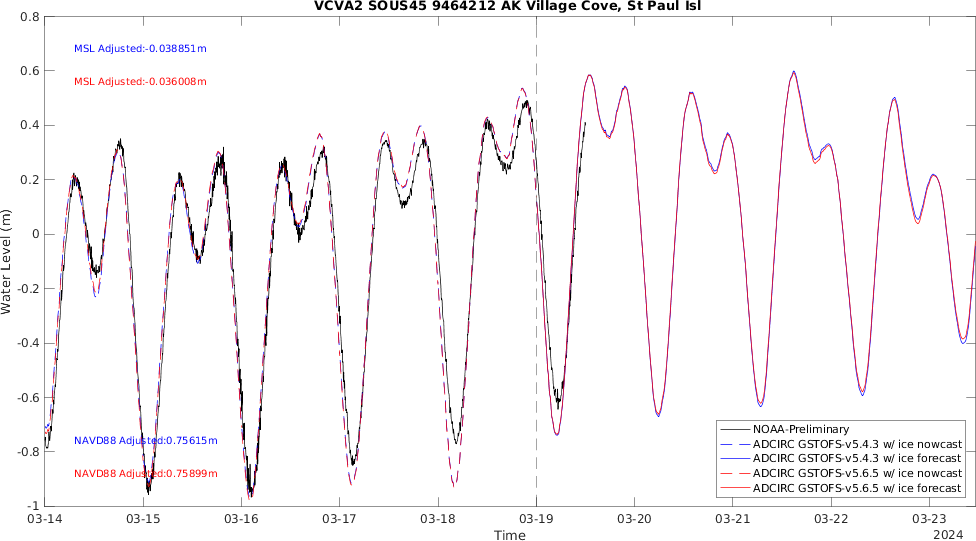 VCVA2 SOUS45 9464212 AK Village Cove, St Paul Isl
0.8
0.6
0.4
0.2
0
-0.2
-0.4
-0.6
-0.8
-1
Water Level (m)
MSL Adjusted:-0.038851m
MSL Adjusted:-0.036008m
NAVD88 Adjusted:0.75615m
NAVD88 Adjusted:0.75899m
NOAA-Preliminary
ADCIRC GSTOFS-v5.4.3 w/ ice nowcast
ADCIRC GSTOFS-v5.4.3 w/ ice forecast
ADCIRC GSTOFS-v5.6.5 w/ ice nowcast
ADCIRC GSTOFS-v5.6.5 w/ ice forecast
03-14 03-15 03-16 03-17 03-18 03-19 03-20 03-21 03-22 03-23
Time
2024